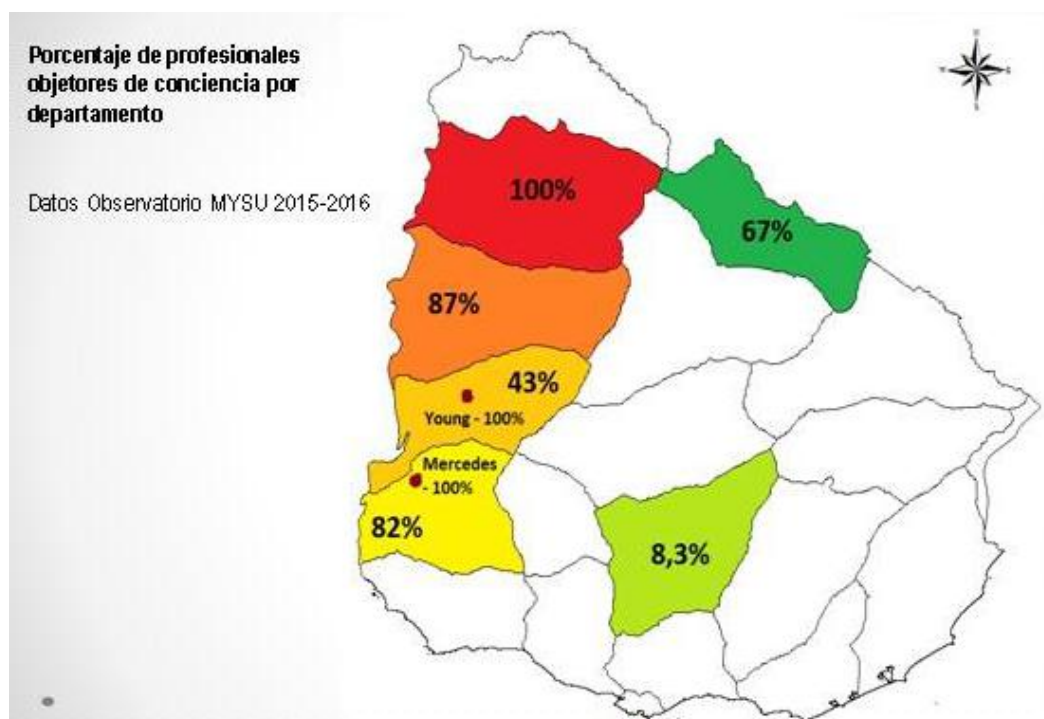 Porcentaje de profesionales
objetores de conciencia por
departamento
Datos Observatorio MYSU 2015-2016
100%
67%
87%
43%
Young - 100%
Mercedes
- 100%
82%
8,3%